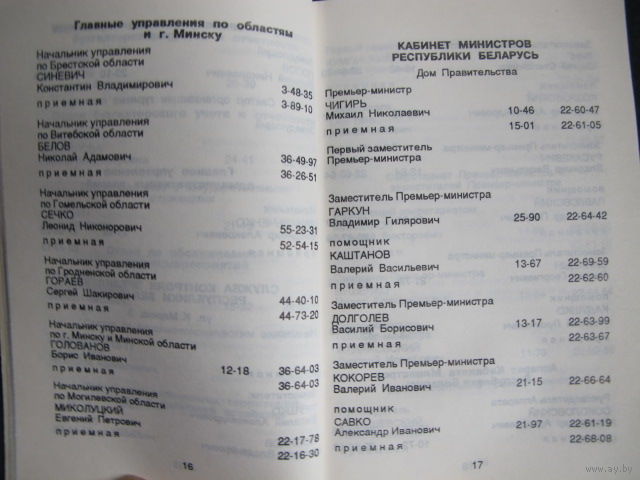 Главные управления по областям
и г. Минску
Начальник управления
по Брестской области
СИНЕВИЧ
Константин Владимирович 3-48-35
приемная 3-89-10
Начальник управления
по Витебской области
БЕЛОВ
Николай Адамович 36-49-97
приемная 36-26-51
Начальник управления
по Гомельской области
СЕЧКО
Леонид Никонорович 55-23-31
приемная 52-54-15
Начальник управления
по Гродненской области
ГОРАЕВ
Сергей Шакирович 44-40-10
приемная 44-73-20
Начальник управления
по г. Минску и Минской области
ГОЛОВАНОВ
Борис Иванович 12-18 36-64-03
приемная 36-64-03
Начальник управления
по Могилевской области
МИКОЛУЦКИЙ
Евгений Петрович 22-17-78
приемная 22-16-30
16
КАБИНЕТ МИНИСТРОВ
РЕСПУБЛИКИ БЕЛАРУСЬ
Дом Правительства
Премьер-министр
ЧИГИРЬ
Михаил Николаевич 10-46 22-60-47
приемная 15-01 22-61-05
Первый заместитель
Премьер-министра
Заместитель Премьер-министра
ГАРКУН
Владимир Гилярович 25-90 22-64-42
помощник
КАШТАНОВ
Валерий Васильевич 13-67 22-69-59
приемная 22-62-60
Заместитель Премьер-министра
ДОЛГОЛЕВ
Василий Борисович 13-17 22-63-99
приемная 22-63-67
Заместитель Премьер-министра
КОКОРЕВ
Валерий Иванович 21-15 22-66-64
помощник
САВКО
Александр Иванович 21-97 22-61-19
приемная 22-68-08
17
www.ay.by